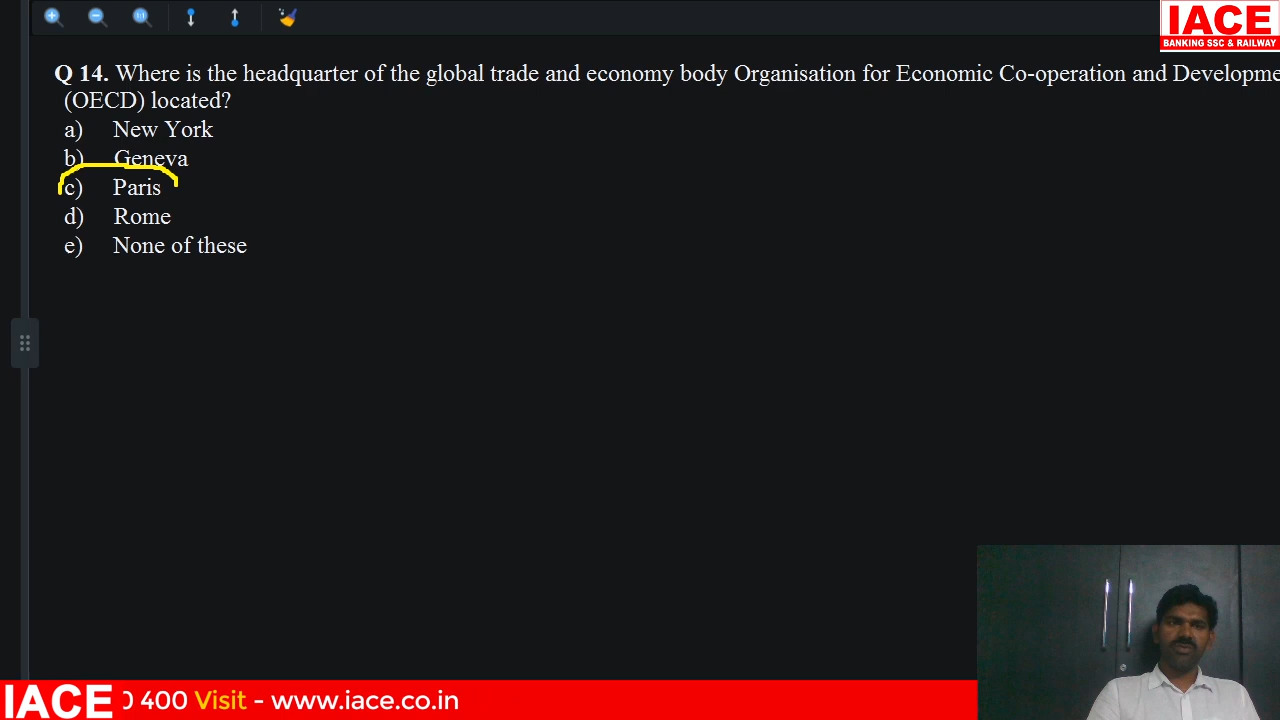 IACE
BANKING SSC & RAILWAY
Q 14. Where is the headquarter of the global trade and economy body Organisation for Economic Co-operation and Developme
(OECD) located?
a) New York
b) Geneva
c) Paris
d) Rome
e) None of these
IACE 0 400 Visit - www.iace.co.in